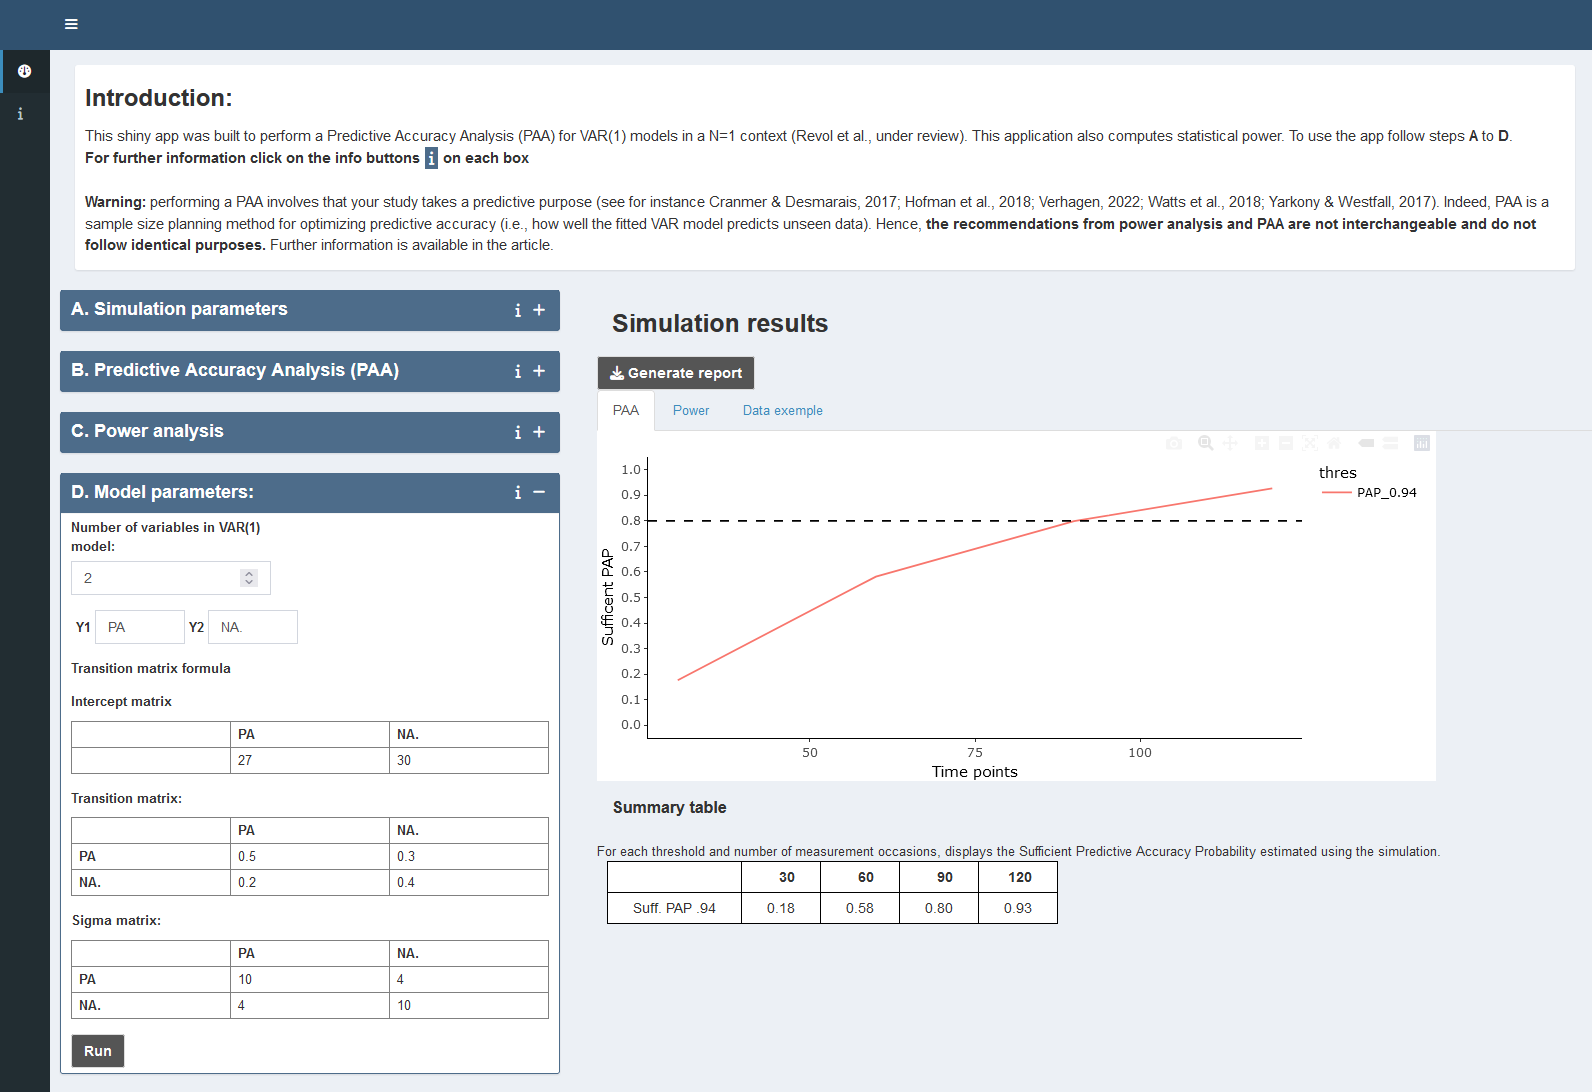 Introduction:
This shiny app was built to perform a Predictive Accuracy Analysis (PAA) for VAR(1) models in a N=1 context (Revol et al., under review). This application also computes statistical power. To use the app follow steps A to D.
For further information click on the info buttons i on each box
Warning: performing a PAA involves that your study takes a predictive purpose (see for instance Cranmer & Desmarais, 2017; Hofman et al., 2018; Verhagen, 2022; Watts et al., 2018; Yarkony & Westfall, 2017). Indeed, PAA is a
sample size planning method for optimizing predictive accuracy (i.e., how well the fitted VAR model predicts unseen data). Hence, the recommendations from power analysis and PAA are not interchangeable and do not
follow identical purposes. Further information is available in the article.
A. Simulation parameters
B. Predictive Accuracy Analysis (PAA)
C. Power analysis
D. Model parameters:
Number of variables in VAR(1)
model:
2
Y1 PA Y2 NA.
Transition matrix formula
Intercept matrix
PA NA.
27 30
Transition matrix:
PA NA.
PA 0.5 0.3
NA. 0.2 0.4
Sigma matrix:
PA NA.
PA 10 4
NA. 4 10
Run
Simulation results
Generate report
PAA Power Data exemple
thres
PAP_0.94
Sufficent PAP
1.0
0.9
0.8
0.7
0.6
0.5
0.4
0.3
0.2
0.1
0.0
50 75 100
Time points
Summary table
For each threshold and number of measurement occasions, displays the Sufficient Predictive Accuracy Probability estimated using the simulation.
30 60 90 120
Suff. PAP .94 0.18 0.58 0.80 0.93